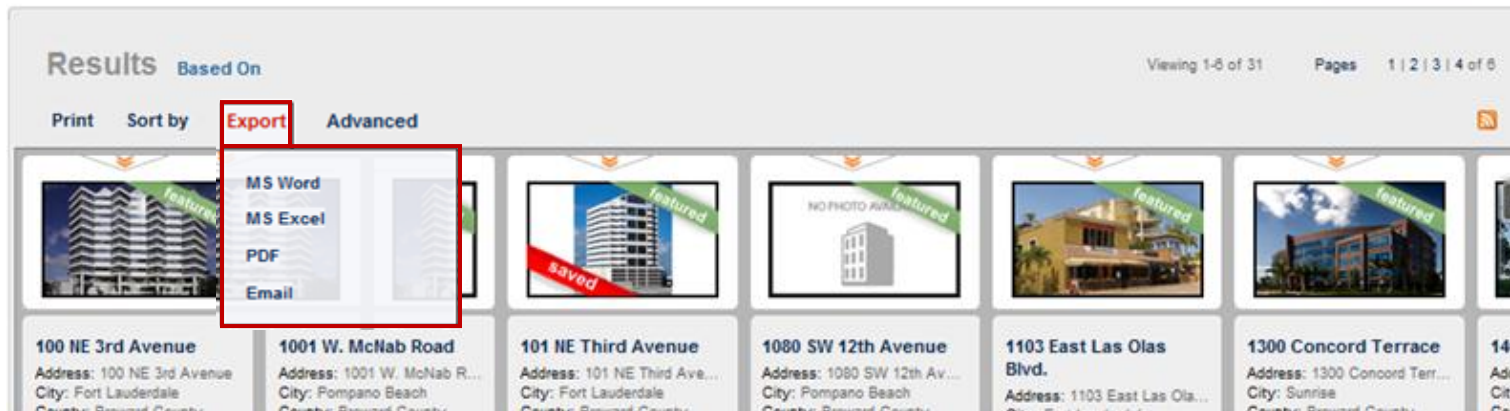 Results Based On
Viewing 1-6 of 31 Pages 1 | 2 | 3 | 4 of 6
Print Sort by Export Advanced
MS Word
MS Excel
PDF
Email
featured
featured
saved
NO PHOTO
featured
featured
featured
100 NE 3rd Avenue
Address: 100 NE 3rd Avenue
City: Fort Lauderdale
1001 W. McNab Road
Address: 1001 W. McNab R...
City: Pompano Beach
101 NE Third Avenue
Address: 101 NE Third Ave...
City: Fort Lauderdale
1080 SW 12th Avenue
Address: 1080 SW 12th Av...
City: Pompano Beach
1103 East Las Olas
Blvd.
Address: 1103 East Las Ola...
1300 Concord Terrace
Address: 1300 Concord Terr...
City: Sunrise
14